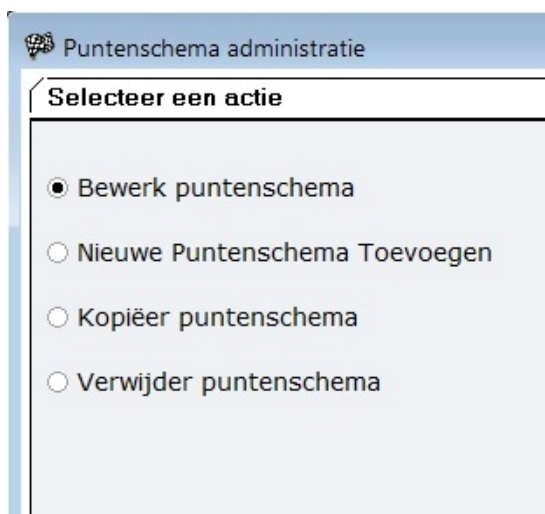 Puntenschema administratie
Selecteer een actie
Bewerk puntenschema
Nieuwe Puntenschema Toevoegen
Kopiëer puntenschema
Verwijder puntenschema